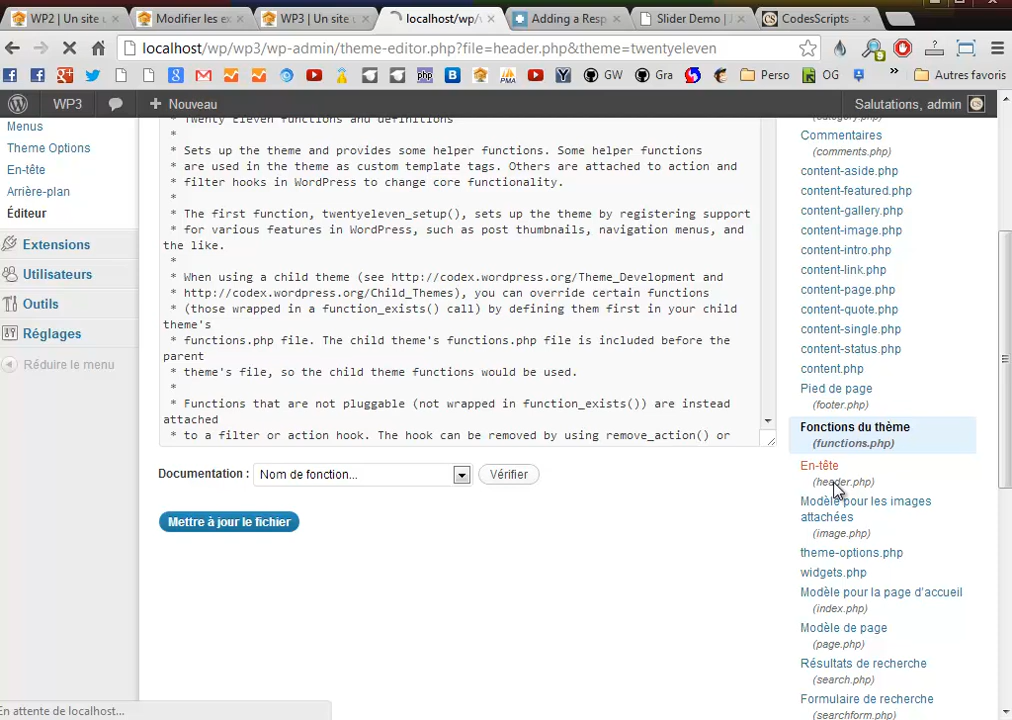 WP2 | Un site u
Modifier les ex
WP3 | Un site u
localhost/wp/v
Adding a Resp
Slider Demo |
CodesScripts -
localhost/wp/wp3/wp-admin/theme-editor.php?file=header.php&theme=twentyeleven
php
GW
Gra
Perso
OG
»
Autres favoris
WP3
Nouveau
Salutations, admin
Menus
Theme Options
En-tête
Arrière-plan
Éditeur
Extensions
Utilisateurs
Outils
Réglages
Réduire le menu
* Twenty Eleven functions and definitions
*
* Sets up the theme and provides some helper functions. Some helper functions
* are used in the theme as custom template tags. Others are attached to action and
* filter hooks in WordPress to change core functionality.
*
* The first function, twentyeleven_setup(), sets up the theme by registering support
* for various features in WordPress, such as post thumbnails, navigation menus, and
the like.
*
* When using a child theme (see http://codex.wordpress.org/Theme_Development and
* http://codex.wordpress.org/Child_Themes), you can override certain functions
* (those wrapped in a function_exists() call) by defining them first in your child
theme's
* functions.php file. The child theme's functions.php file is included before the
parent
* theme's file, so the child theme functions would be used.
*
* Functions that are not pluggable (not wrapped in function_exists()) are instead
attached
* to a filter or action hook. The hook can be removed by using remove_action() or
Documentation :
Nom de fonction...
Vérifier
Mettre à jour le fichier
(category.php)
Commentaires
(comments.php)
content-aside.php
content-featured.php
content-gallery.php
content-image.php
content-intro.php
content-link.php
content-page.php
content-quote.php
content-single.php
content-status.php
content.php
Pied de page
(footer.php)
Fonctions du thème
(functions.php)
En-tête
(header.php)
Modèle pour les images
attachées
(image.php)
theme-options.php
widgets.php
Modèle pour la page d'accueil
(index.php)
Modèle de page
(page.php)
Résultats de recherche
(search.php)
Formulaire de recherche
(searchform.php)
En attente de localhost...